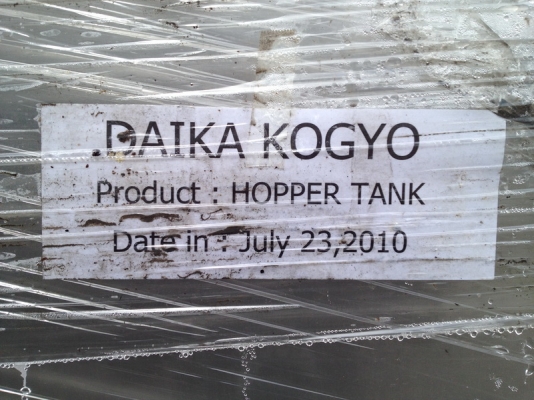 DAIKA KOGYO
Product : HOPPER TANK
Date in : July 23,2010